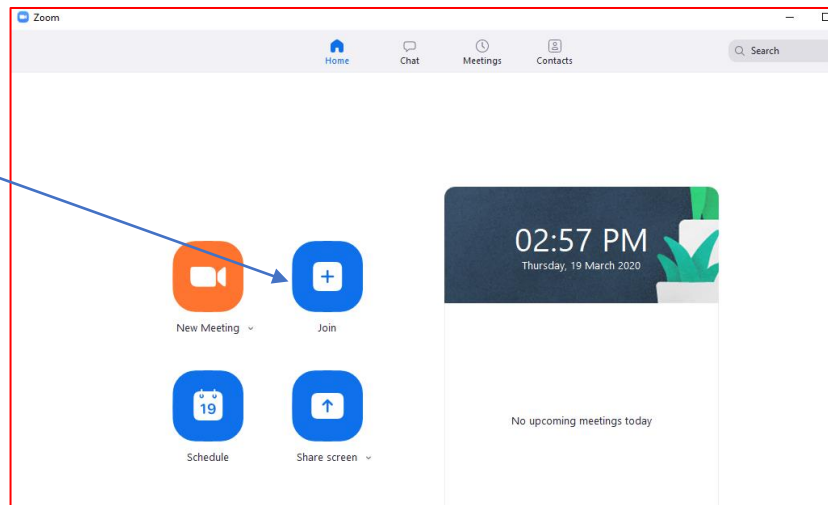 Zoom
Home Chat Meetings Contacts
Search
02:57 PM
Thursday, 19 March 2020
New Meeting Join
19
Schedule Share screen
No upcoming meetings today